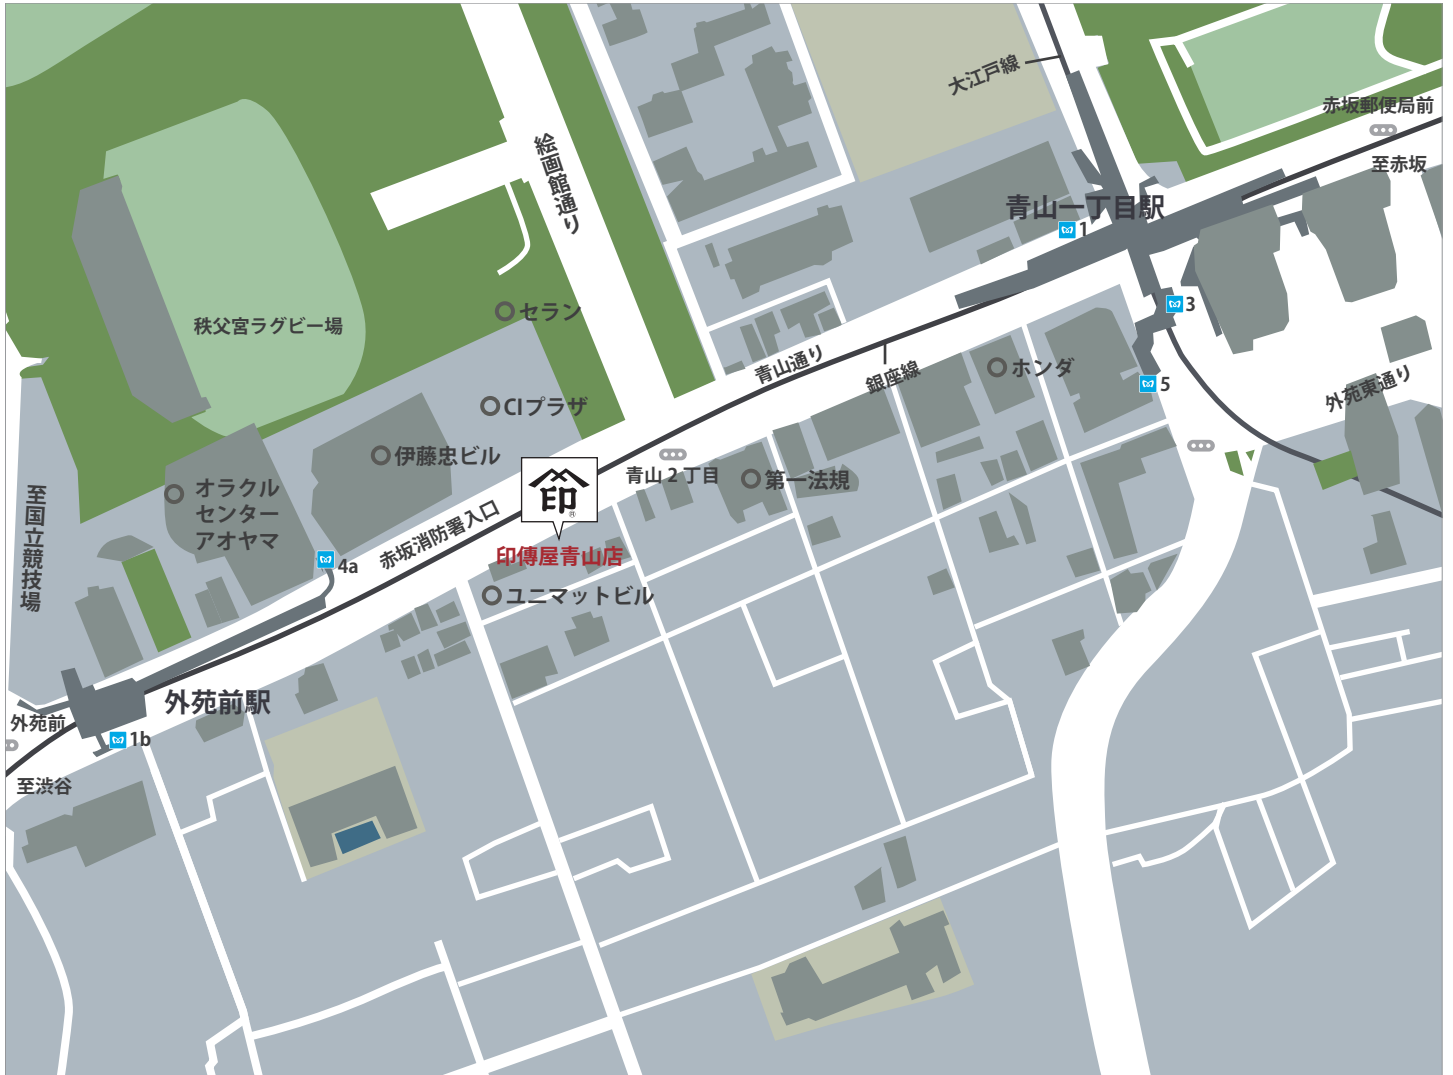 大江戸線
赤坂郵便局前
至赤坂
絵画館通り
青山一丁目駅
1
3
5
セラン
秩父宮ラグビー場
青山通り
銀座線
ホンダ
外苑東通り
CIプラザ
伊藤忠ビル
青山2丁目
第一法規
オラクル
センター
アオヤマ
至国立競技場
印
赤坂消防署入口
印傳屋青山店
4a
ユニマットビル
外苑前駅
外苑前
1b
至渋谷